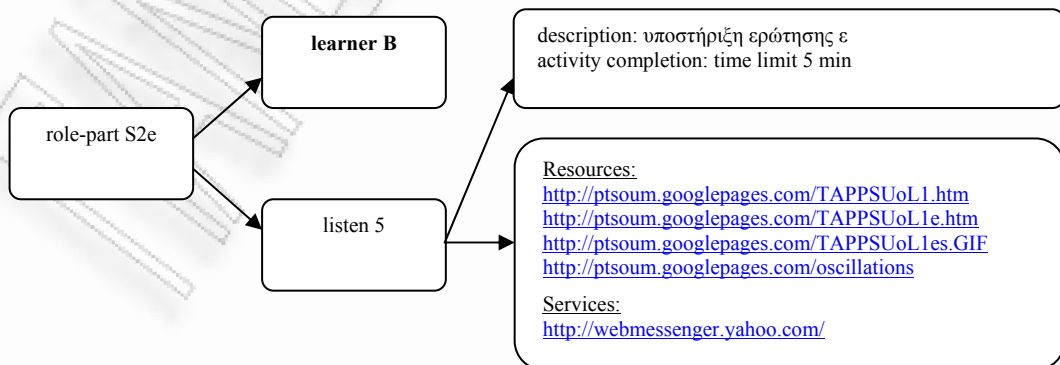 role-part S2e
learner B
listen 5
description: υποστήριξη ερώτησης ε
activity completion: time limit 5 min
Resources:
http://ptsoum.googlepages.com/TAPPSUoL1.htm
http://ptsoum.googlepages.com/TAPPSUoL1e.htm
http://ptsoum.googlepages.com/TAPPSUoL1es.GIF
http://ptsoum.googlepages.com/oscillations
Services:
http://webmessenger.yahoo.com/